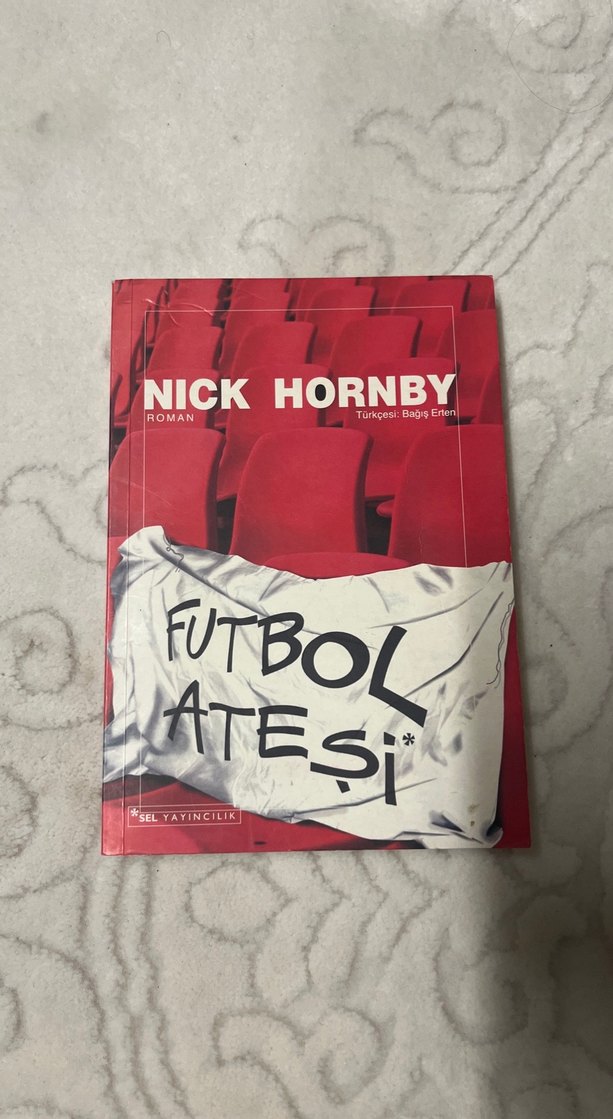 NICK HORNBY
ROMAN
Türkçesi: Bağış Erten
FUTBOL
ATEŞİ*
*SEL YAYINCILIK